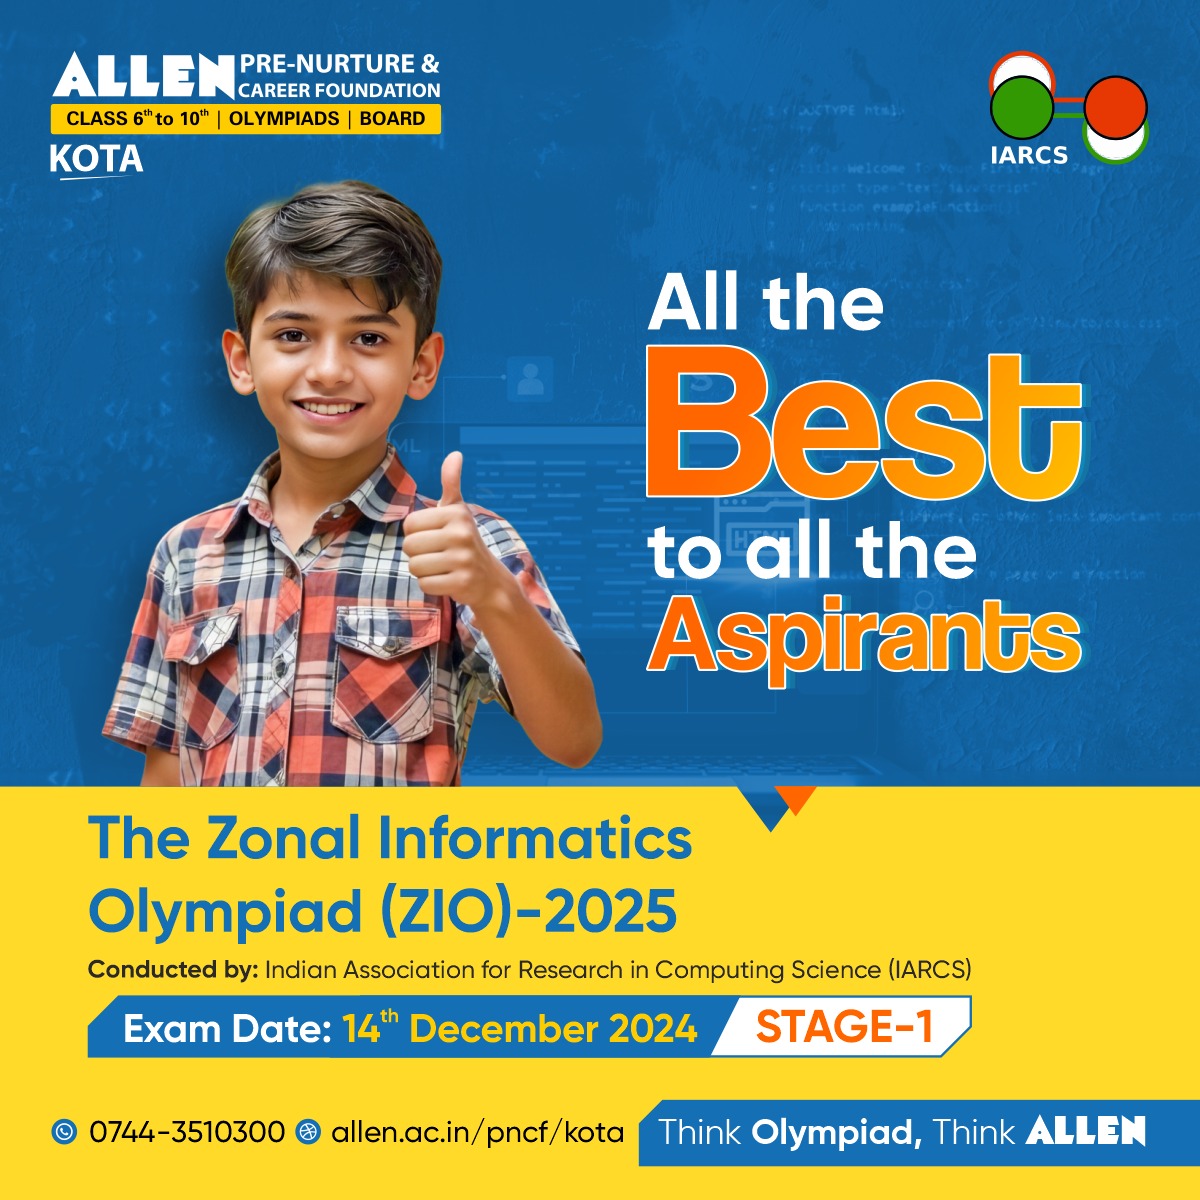 ALLEN PRE-NURTURE &
CAREER FOUNDATION
CLASS 6th to 10th | OLYMPIADS | BOARD
KOTA
IARCS
All the
Best
to all the
Aspirants
HTML
The Zonal Informatics
Olympiad (ZIO)-2025
Conducted by: Indian Association for Research in Computing Science (IARCS)
Exam Date: 14th December 2024 STAGE-1
0744-3510300 allen.ac.in/pncf/kota Think Olympiad, Think ALLEN